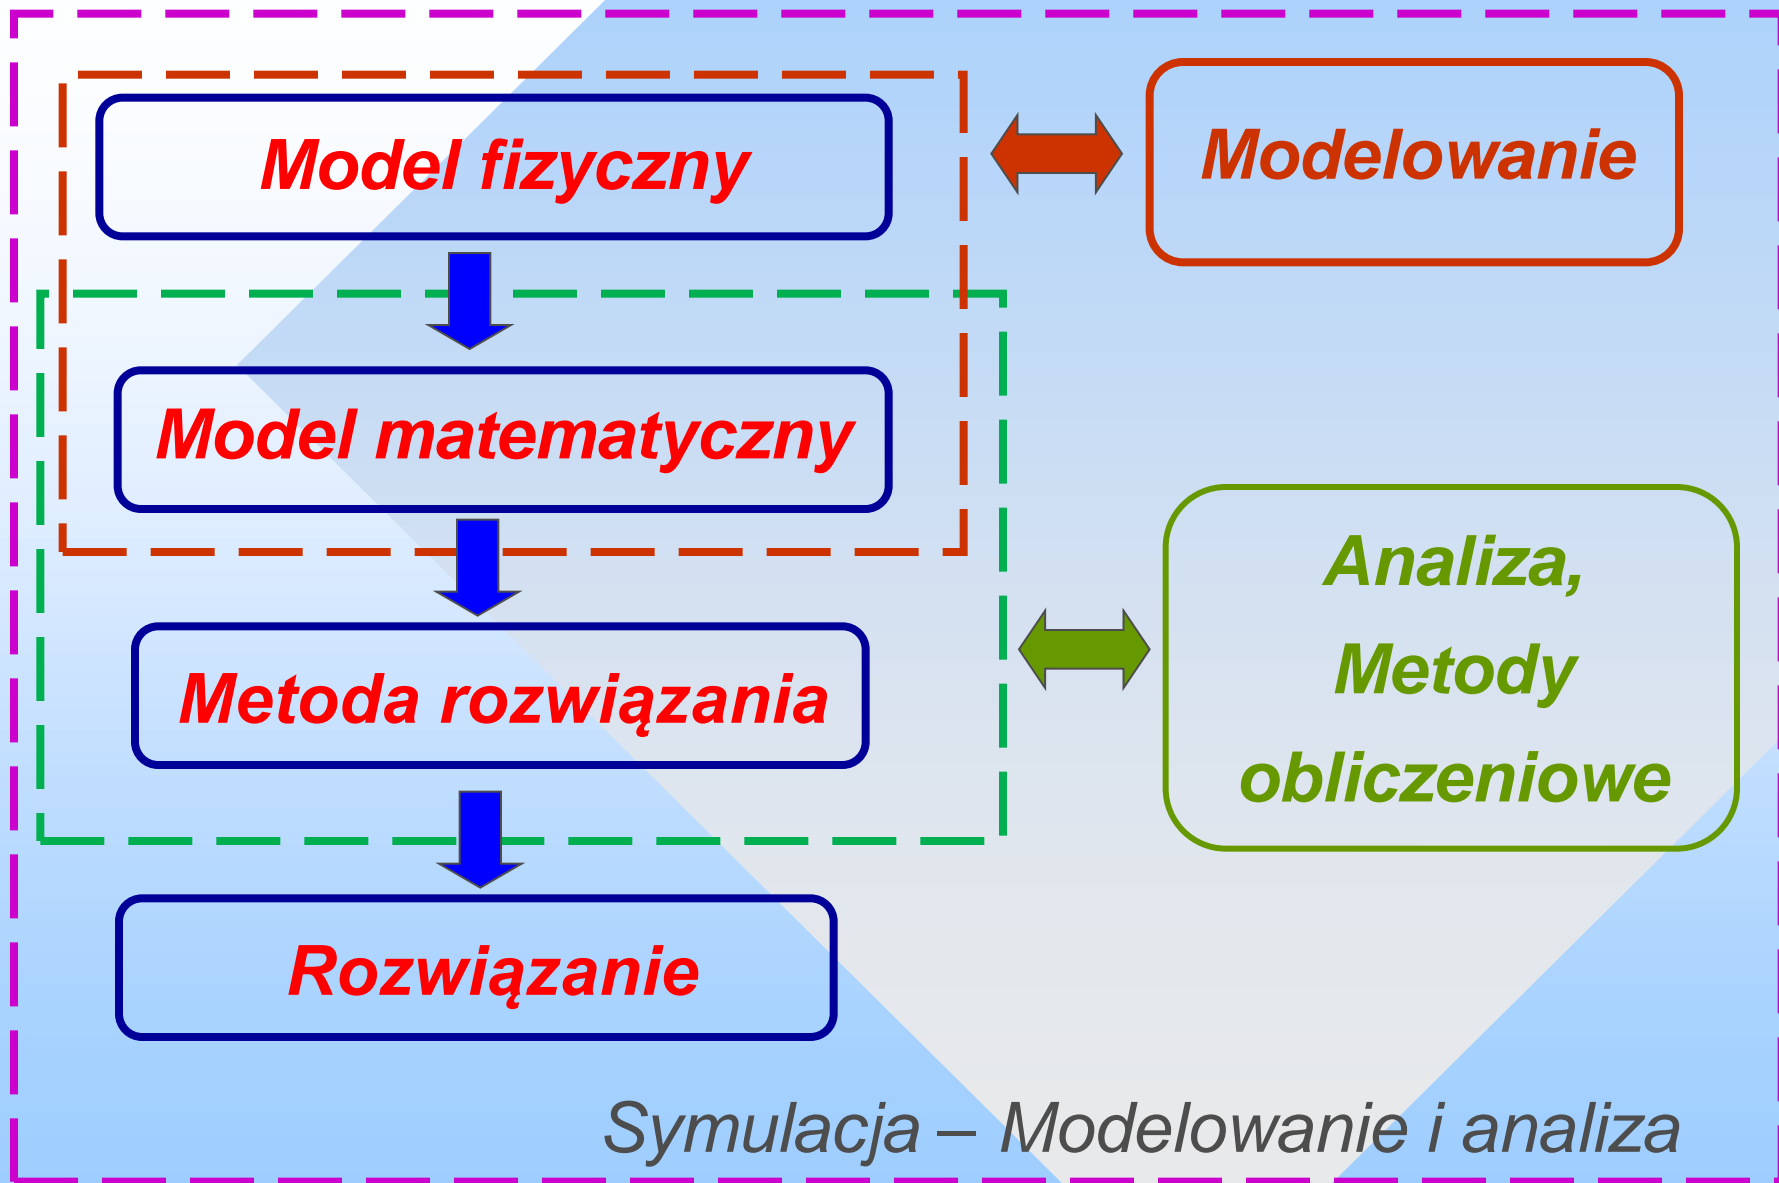 Model fizyczny
Modelowanie
Model matematyczny
Analiza,
Metody
obliczeniowe
Metoda rozwiązania
Rozwiązanie
Symulacja – Modelowanie i analiza